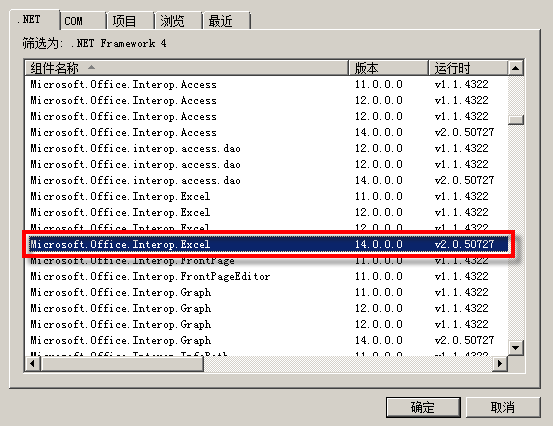 .NET COM 项目 浏览 最近
筛选为: .NET Framework 4
组件名称 版本 运行时
Microsoft.Office.Interop.Access 11.0.0.0 v1.1.4322
Microsoft.Office.Interop.Access 12.0.0.0 v1.1.4322
Microsoft.Office.Interop.Access 12.0.0.0 v1.1.4322
Microsoft.Office.Interop.Access 14.0.0.0 v2.0.50727
Microsoft.Office.interop.access.dao 12.0.0.0 v1.1.4322
Microsoft.Office.interop.access.dao 12.0.0.0 v1.1.4322
Microsoft.Office.interop.access.dao 14.0.0.0 v2.0.50727
Microsoft.Office.Interop.Excel 11.0.0.0 v1.1.4322
Microsoft.Office.Interop.Excel 12.0.0.0 v1.1.4322
Microsoft.Office.Interop.Excel 12.0.0.0 v1.1.4322
Microsoft.Office.Interop.Excel 14.0.0.0 v2.0.50727
Microsoft.Office.Interop.FrontPage 11.0.0.0 v1.1.4322
Microsoft.Office.Interop.FrontPageEditor 11.0.0.0 v1.1.4322
Microsoft.Office.Interop.Graph 11.0.0.0 v1.1.4322
Microsoft.Office.Interop.Graph 12.0.0.0 v1.1.4322
Microsoft.Office.Interop.Graph 12.0.0.0 v1.1.4322
Microsoft.Office.Interop.Graph 14.0.0.0 v2.0.50727
Microsoft.Office.Interop.InfoPath 11.0.0.0 v1.1.4322
确定 取消